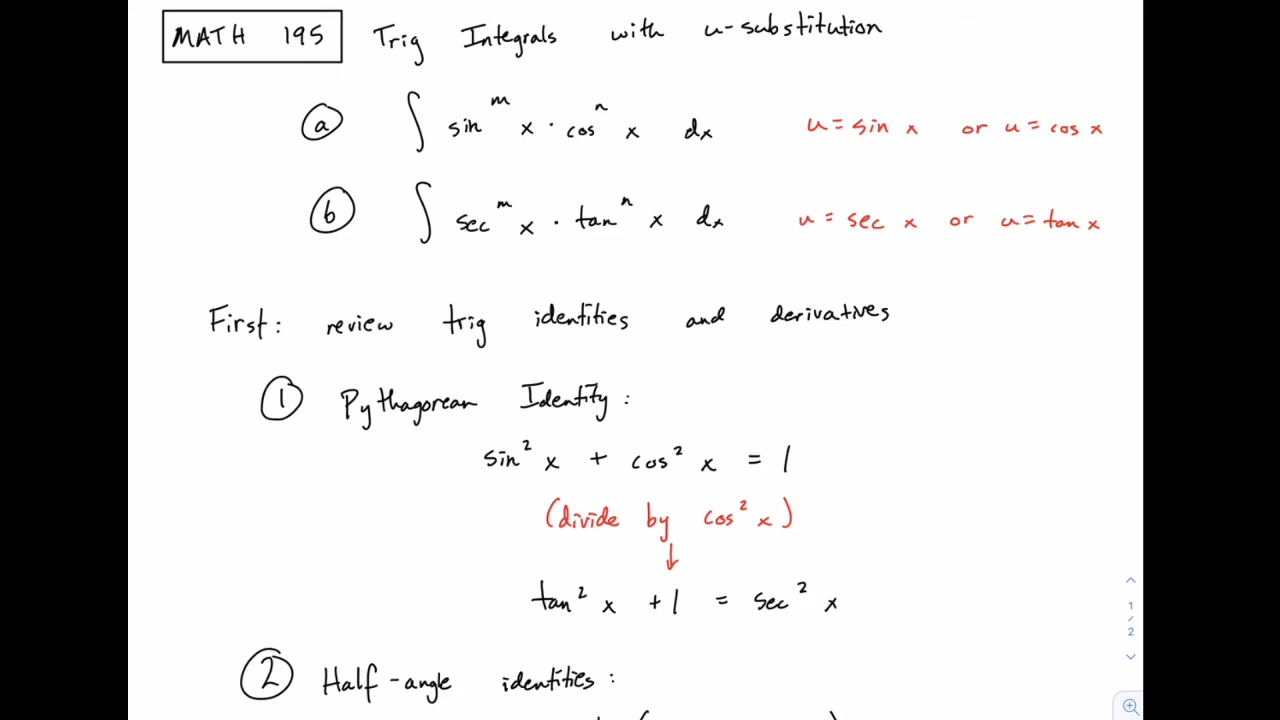 MATH 195 Trig Integrals with u-substitution
ⓐ ∫ sin^m x · cos^n x dx u = sin x or u = cos x
ⓑ ∫ sec^m x · tan^n x dx u = sec x or u = tan x
First: review trig identities and derivatives
① Pythagorean Identity:
sin² x + cos² x = 1
(divide by cos² x)
↓
tan² x + 1 = sec² x
1
/
2
② Half-angle identities: